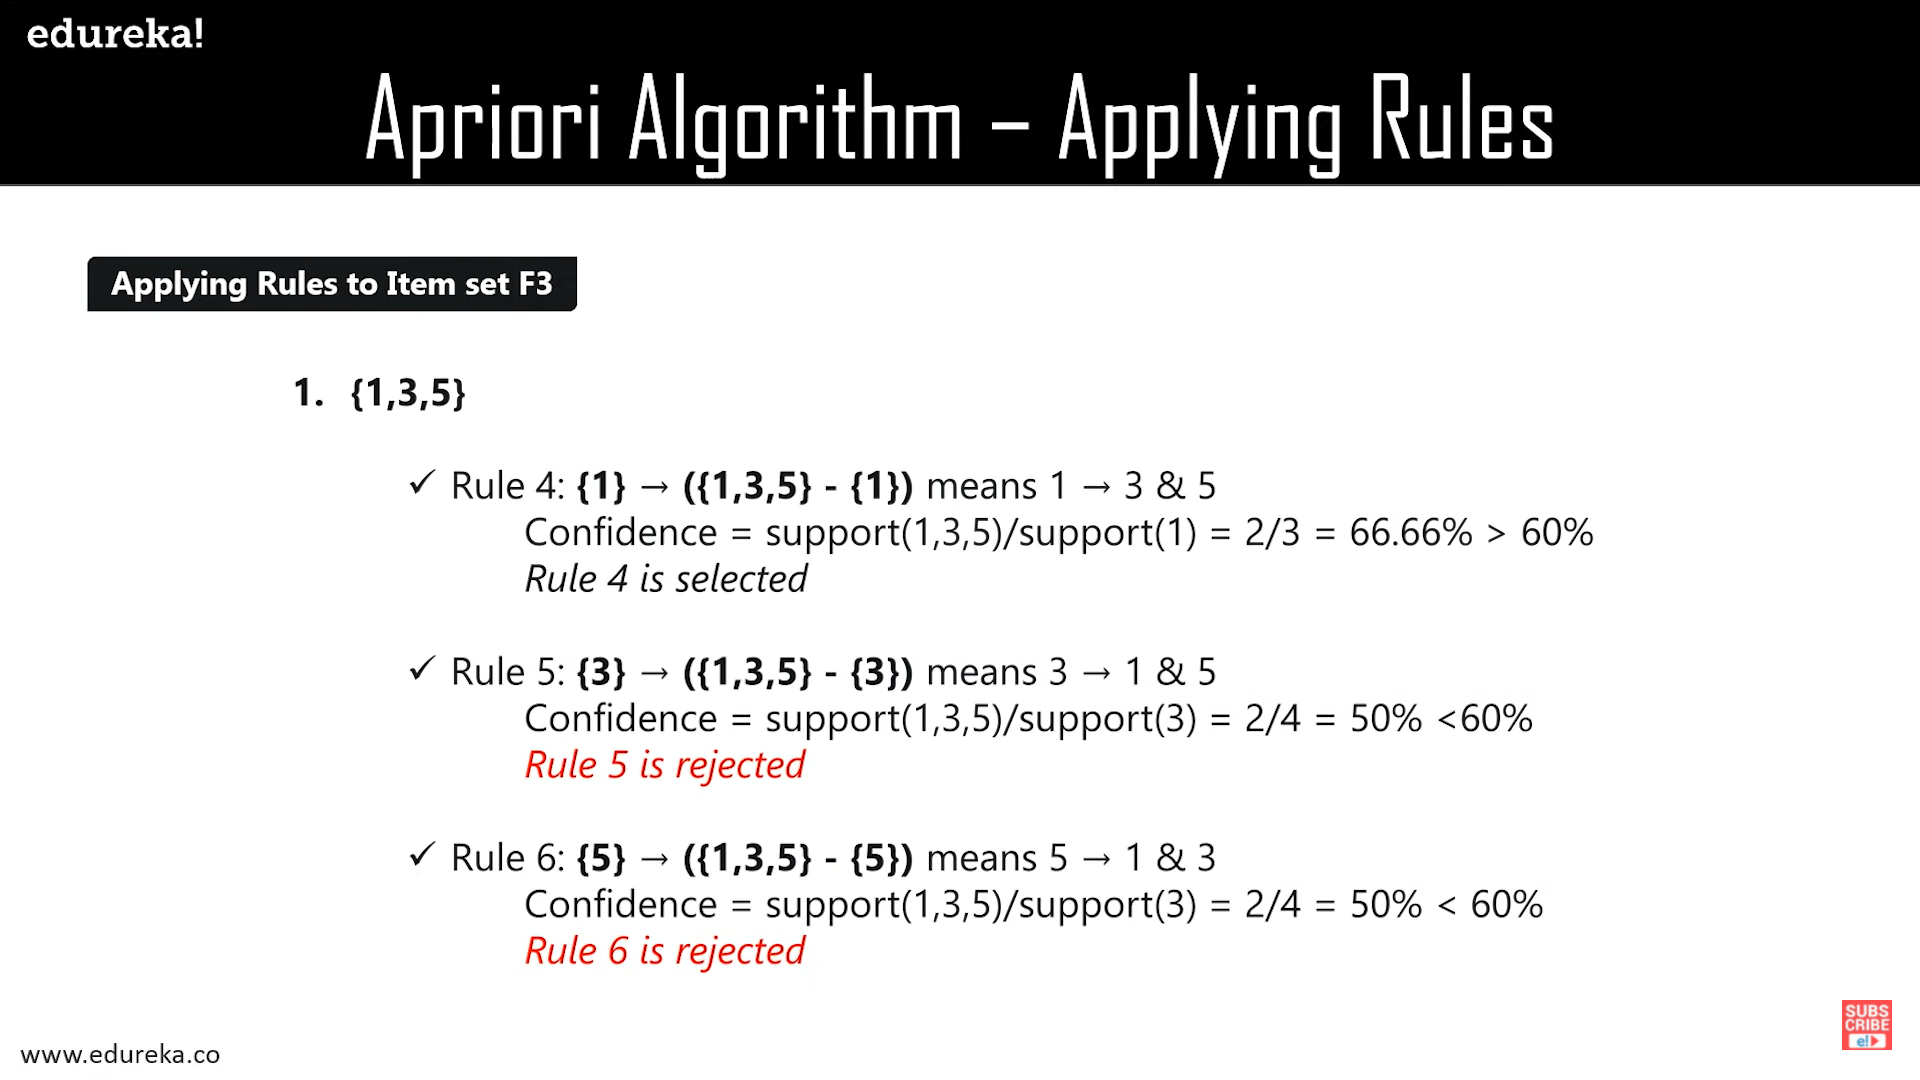 edureka!
Apriori Algorithm – Applying Rules
Applying Rules to Item set F3
1. {1,3,5}
✓ Rule 4: {1} → ({1,3,5} - {1}) means 1 → 3 & 5
Confidence = support(1,3,5)/support(1) = 2/3 = 66.66% > 60%
Rule 4 is selected
✓ Rule 5: {3} → ({1,3,5} - {3}) means 3 → 1 & 5
Confidence = support(1,3,5)/support(3) = 2/4 = 50% <60%
Rule 5 is rejected
✓ Rule 6: {5} → ({1,3,5} - {5}) means 5 → 1 & 3
Confidence = support(1,3,5)/support(3) = 2/4 = 50% < 60%
Rule 6 is rejected
SUBS
CRIBE
e!
www.edureka.co